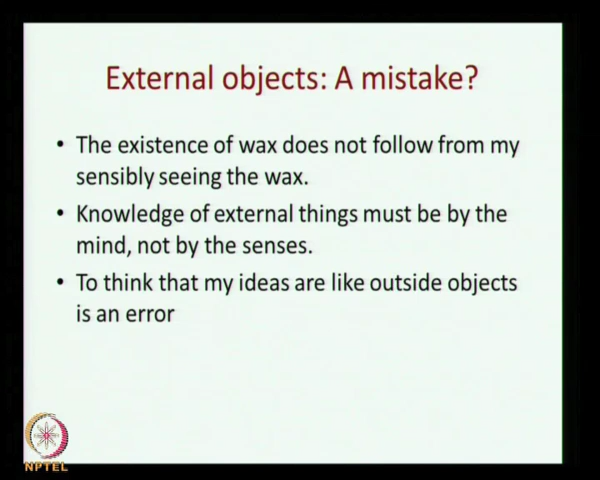 External objects: A mistake?
• The existence of wax does not follow from my
sensibly seeing the wax.
• Knowledge of external things must be by the
mind, not by the senses.
• To think that my ideas are like outside objects
is an error
NPTEL